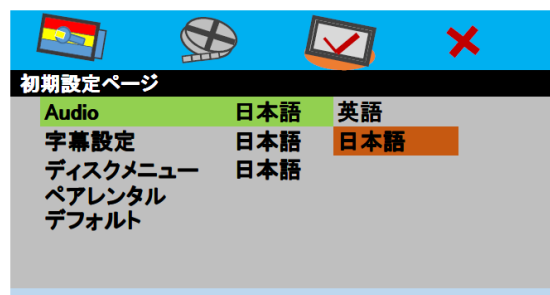 初期設定ページ
Audio 日本語 英語
字幕設定 日本語 日本語
ディスクメニュー 日本語
ペアレンタル
デフォルト